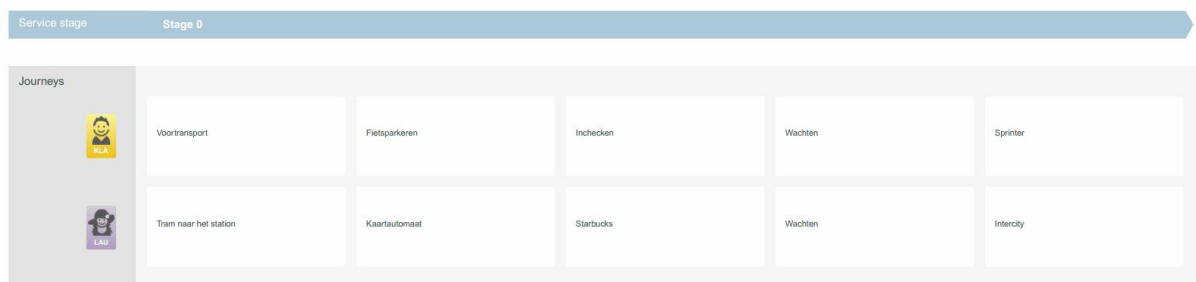 Service stage
Stage 0
Journeys
KLA
Voortransport
Fietsparkeren
Inchecken
Wachten
Sprinter
LAU
Tram naar het station
Kaartautomaat
Starbucks
Wachten
Intercity